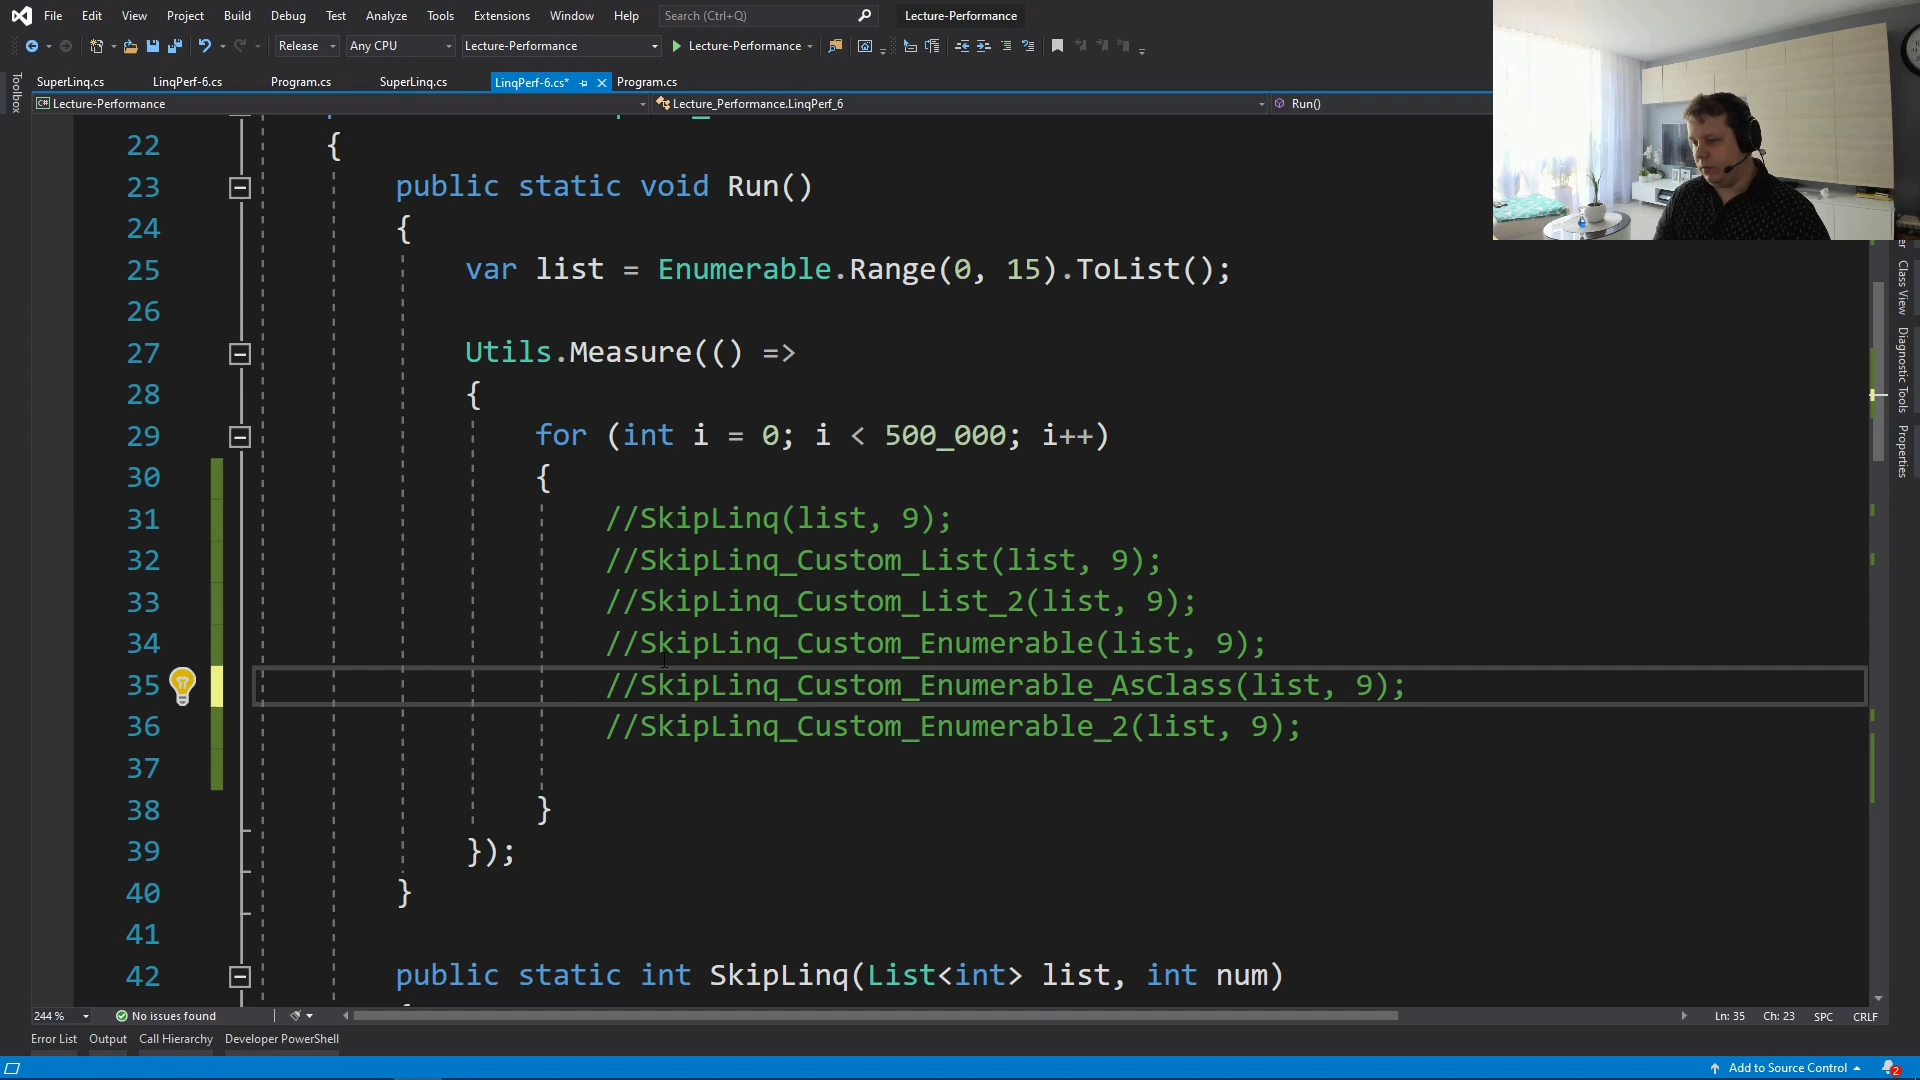 File Edit View Project Build Debug Test Analyze Tools Extensions Window Help Search (Ctrl+Q) Lecture-Performance
Release Any CPU Lecture-Performance Lecture-Performance
SuperLinq.cs LinqPerf-6.cs Program.cs SuperLinq.cs LinqPerf-6.cs* Program.cs
Lecture-Performance Lecture_Performance.LinqPerf_6 Run()
Toolbox
22 {
23 public static void Run()
24 {
25 var list = Enumerable.Range(0, 15).ToList();
26
27 Utils.Measure(() =>
28 {
29 for (int i = 0; i < 500_000; i++)
30 {
31 //SkipLinq(list, 9);
32 //SkipLinq_Custom_List(list, 9);
33 //SkipLinq_Custom_List_2(list, 9);
34 //SkipLinq_Custom_Enumerable(list, 9);
35 //SkipLinq_Custom_Enumerable_AsClass(list, 9);
36 //SkipLinq_Custom_Enumerable_2(list, 9);
37
38 }
39 });
40 }
41
42 public static int SkipLinq(List<int> list, int num)
Class View
Diagnostic Tools
Properties
244 % No issues found Ln: 35 Ch: 23 SPC CRLF
Error List Output Call Hierarchy Developer PowerShell
Add to Source Control 2